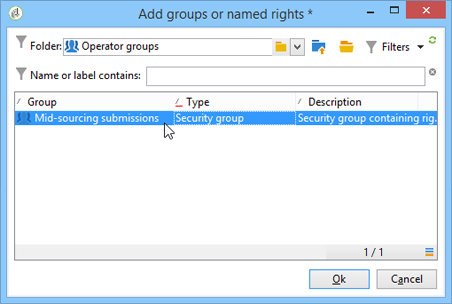 Add groups or named rights *
Folder: Operator groups Filters
Name or label contains:
Group Type Description
Mid-sourcing submissions Security group Security group containing rig...
1 / 1
Ok Cancel